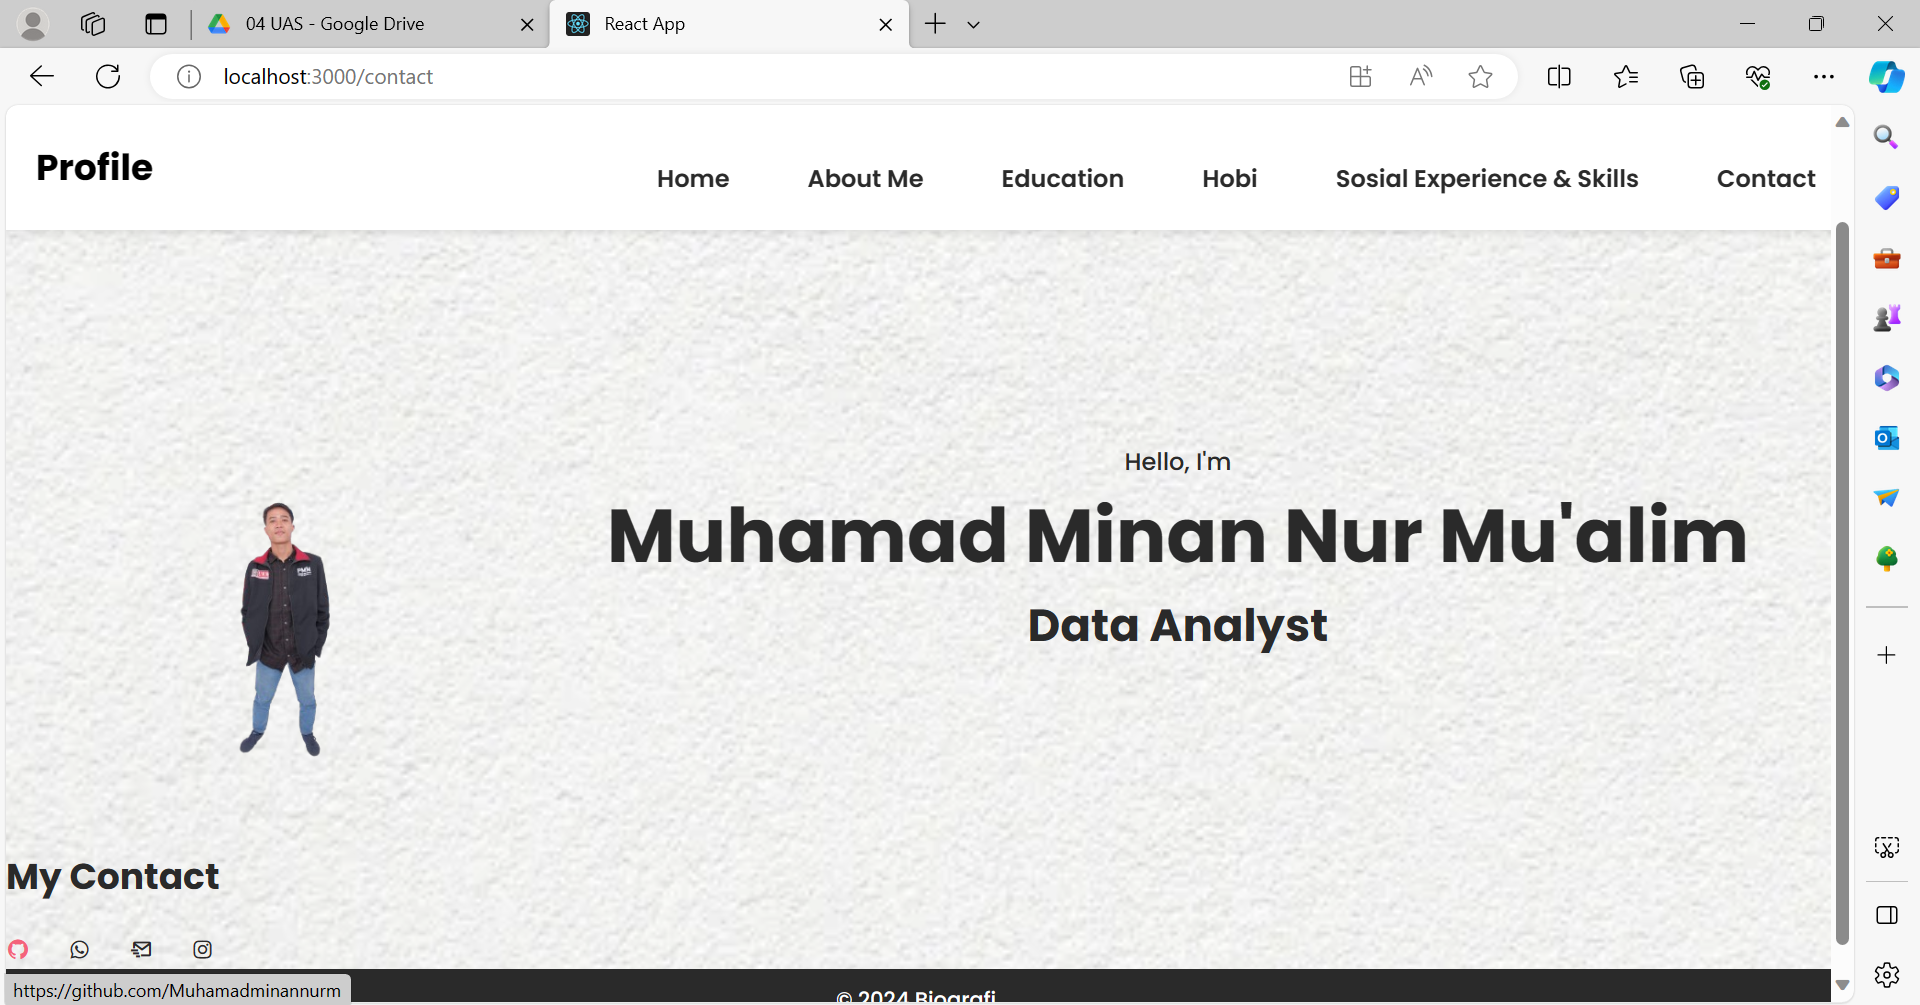 04 UAS - Google Drive
React App
localhost:3000/contact
Profile
Home
About Me
Education
Hobi
Sosial Experience & Skills
Contact
Hello, I'm
Muhamad Minan Nur Mu'alim
Data Analyst
My Contact
https://github.com/Muhamadminannurm
© 2024 Biografi